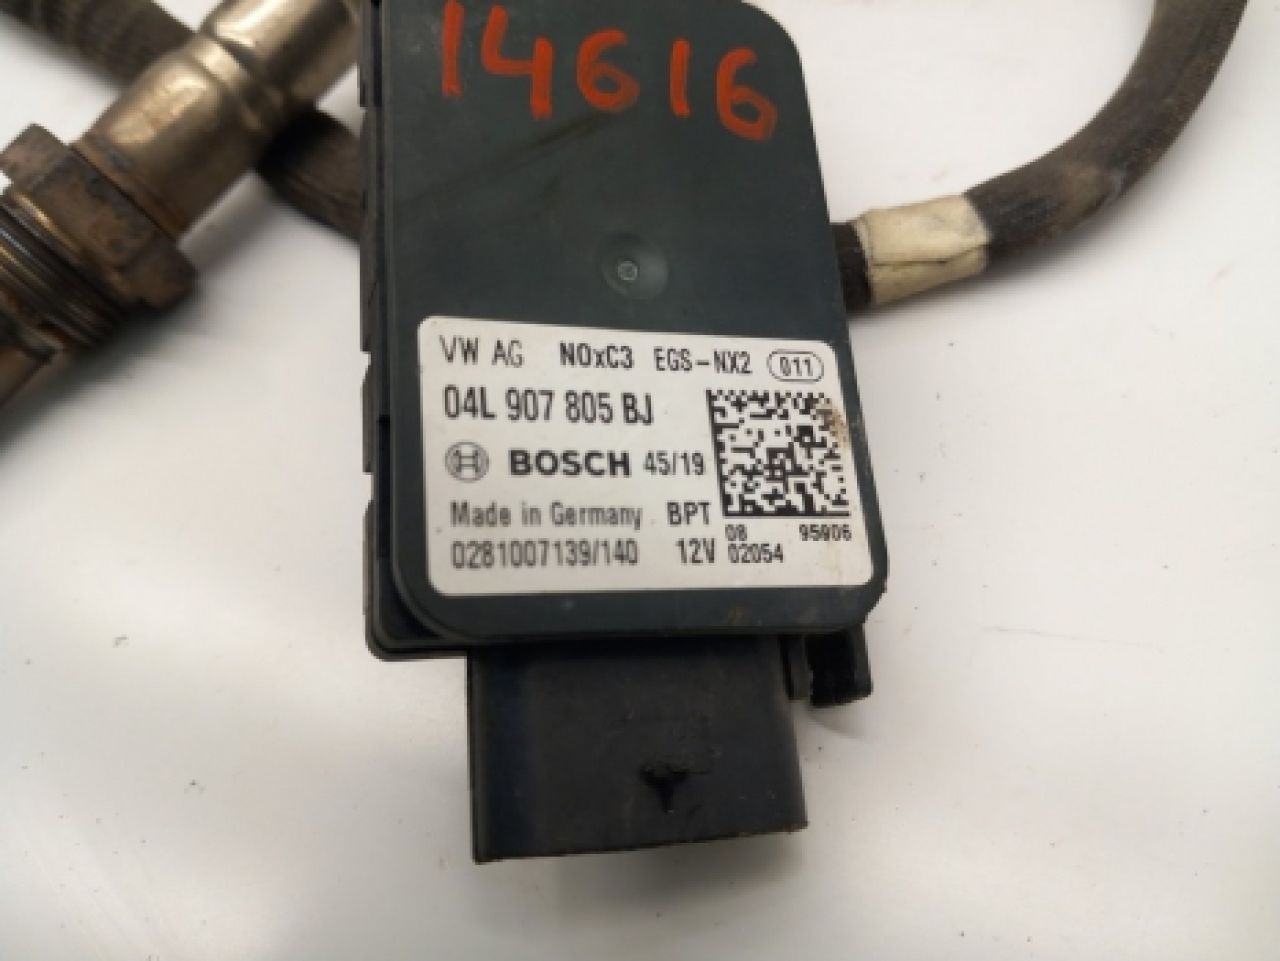 14616
VW AG NOxC3 EGS-NX2 011
04L 907 805 BJ
BOSCH 45/19
Made in Germany BPT
08 95906
0281007139/140 12V 02054